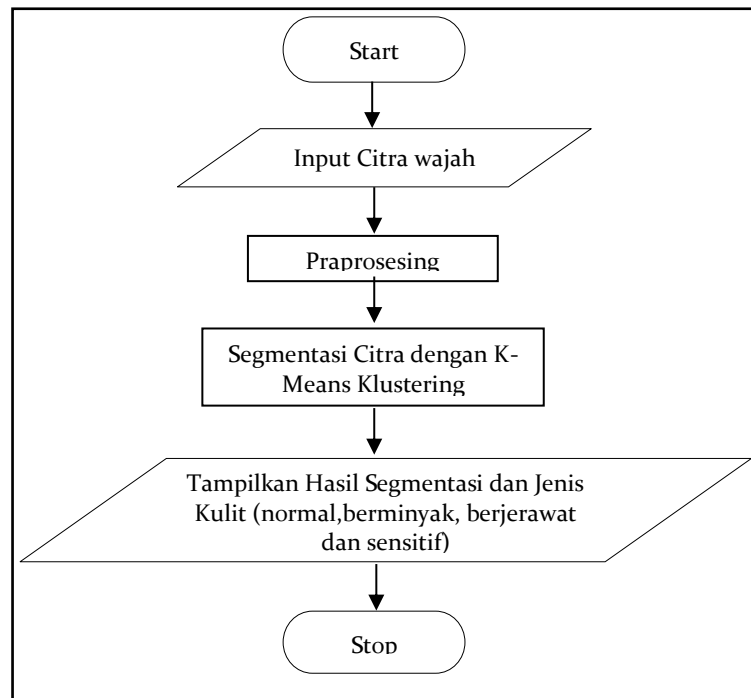 Start
Input Citra wajah
Praprosesing
Segmentasi Citra dengan K-
Means Klustering
Tampilkan Hasil Segmentasi dan Jenis
Kulit (normal,berminyak, berjerawat
dan sensitif)
Stop